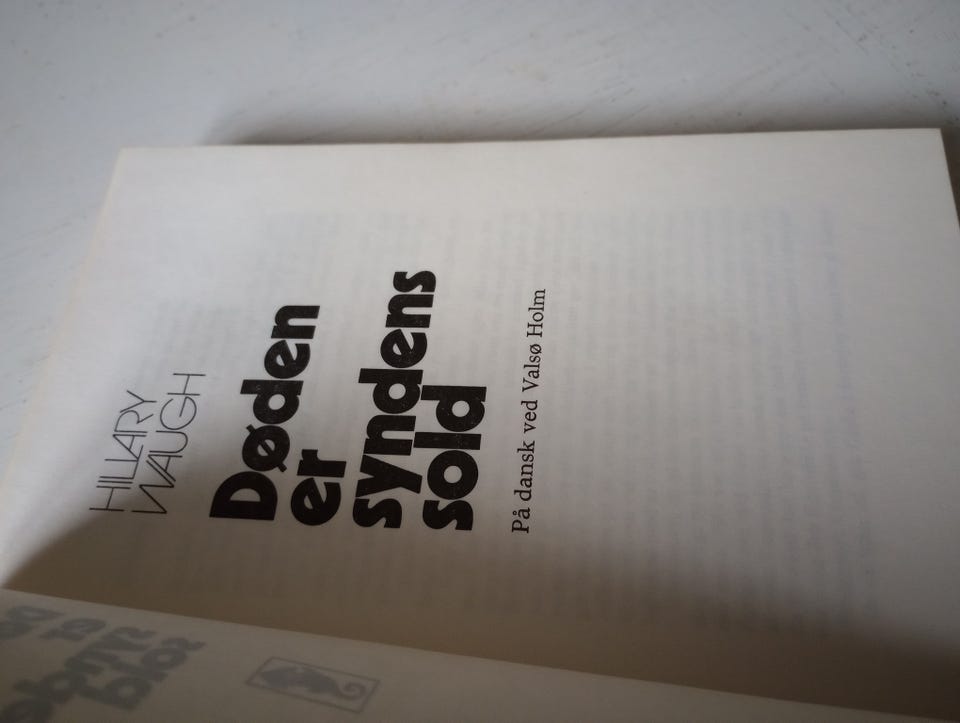 HILLARY
WAUGH
Døden
er
syndens
sold
På dansk ved Valsø Holm